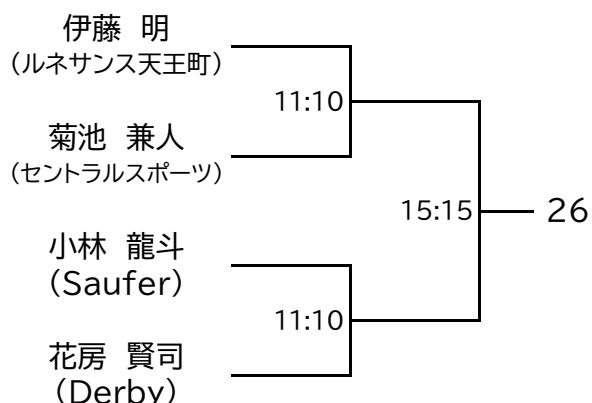 伊藤 明
(ルネサンス天王町)
11:10
菊池 兼人
(セントラルスポーツ)
15:15
26
小林 龍斗
(Saufer)
11:10
花房 賢司
(Derby)